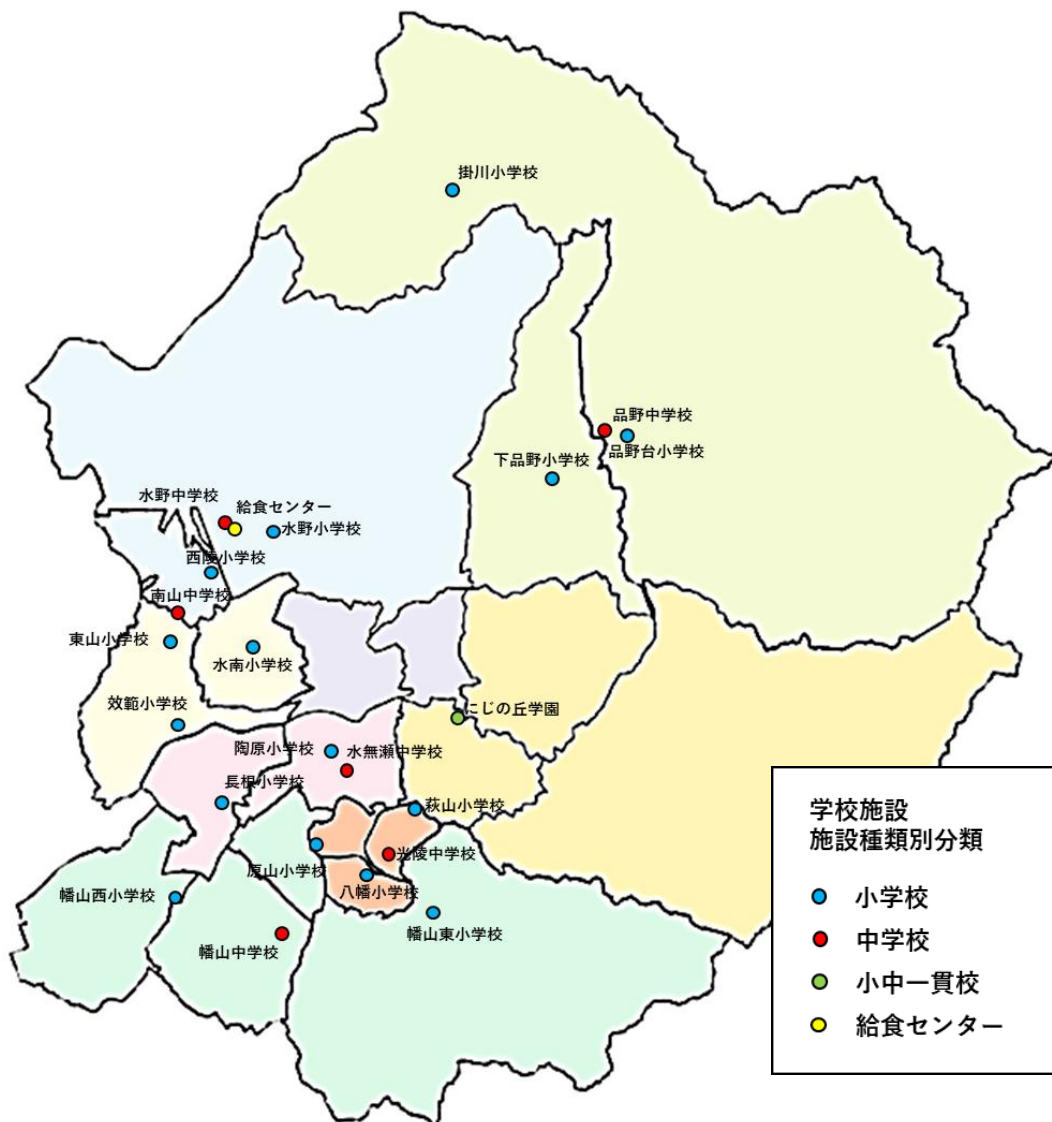 掛川小学校
品野中学校
品野台小学校
下品野小学校
水野中学校
給食センター
水野小学校
西陵小学校
南山中学校
東山小学校
水南小学校
效範小学校
にじの丘学園
陶原小学校
水無瀬中学校
長根小学校
萩山小学校
光陵中学校
原山小学校
八幡小学校
幡山西小学校
幡山東小学校
幡山中学校
学校施設
施設種類別分類
小学校
中学校
小中一貫校
給食センター